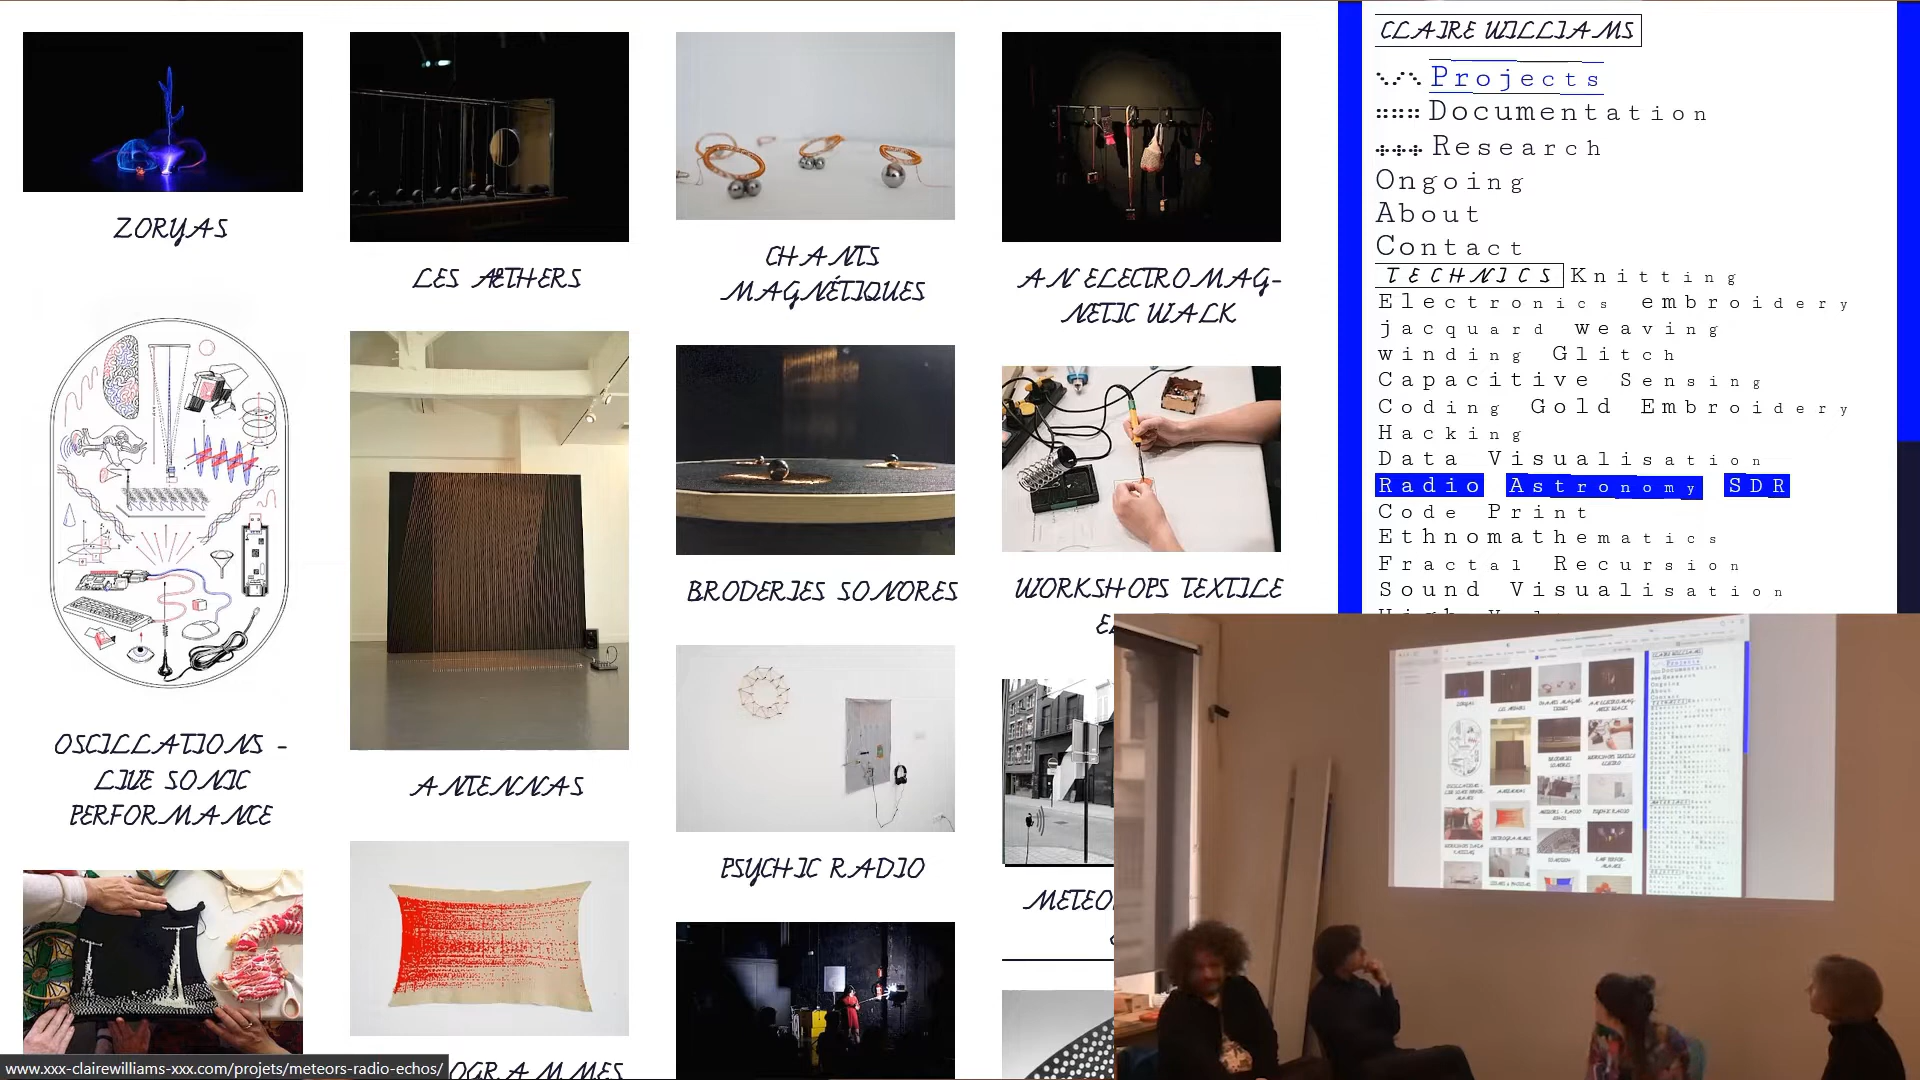 ZORYAS
LES ÆTHERS
CHANTS
MAGNÉTIQUES
AN ELECTROMAG-
NETIC WALK
OSCILLATIONS -
LIVE SONIC
PERFORMANCE
ANTENNAS
BRODERIES SONORES
WORKSHOPS TEXTILE
PSYCHIC RADIO
www.xxx-clairewilliams-xxx.com/projets/meteors-radio-echos/
CLAIRE WILLIAMS
Projects
Documentation
Research
Ongoing
About
Contact
TECHNICS Knitting
Electronics embroidery
jacquard weaving
winding Glitch
Capacitive Sensing
Coding Gold Embroidery
Hacking
Data Visualisation
Radio Astronomy SDR
Code Print
Ethnomathematics
Fractal Recursion
Sound Visualisation